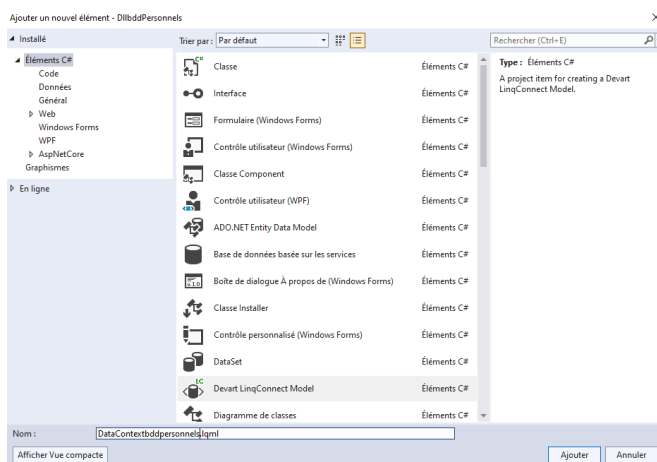 Ajouter un nouvel élément - DllbddPersonnels
Installé
Éléments C#
Code
Données
Général
Web
Windows Forms
WPF
AspNetCore
Graphismes
En ligne
Trier par : Par défaut
Classe Éléments C#
Interface Éléments C#
Formulaire (Windows Forms) Éléments C#
Contrôle utilisateur (Windows Forms) Éléments C#
Classe Component Éléments C#
Contrôle utilisateur (WPF) Éléments C#
ADO.NET Entity Data Model Éléments C#
Base de données basée sur les services Éléments C#
Boîte de dialogue À propos de (Windows Forms) Éléments C#
Classe Installer Éléments C#
Contrôle personnalisé (Windows Forms) Éléments C#
DataSet Éléments C#
Devart LinqConnect Model Éléments C#
Diagramme de classes Éléments C#
Rechercher (Ctrl+E)
Type : Éléments C#
A project item for creating a Devart
LinqConnect Model.
Nom : DataContextbddpersonnels.lqml
Afficher Vue compacte
Ajouter Annuler